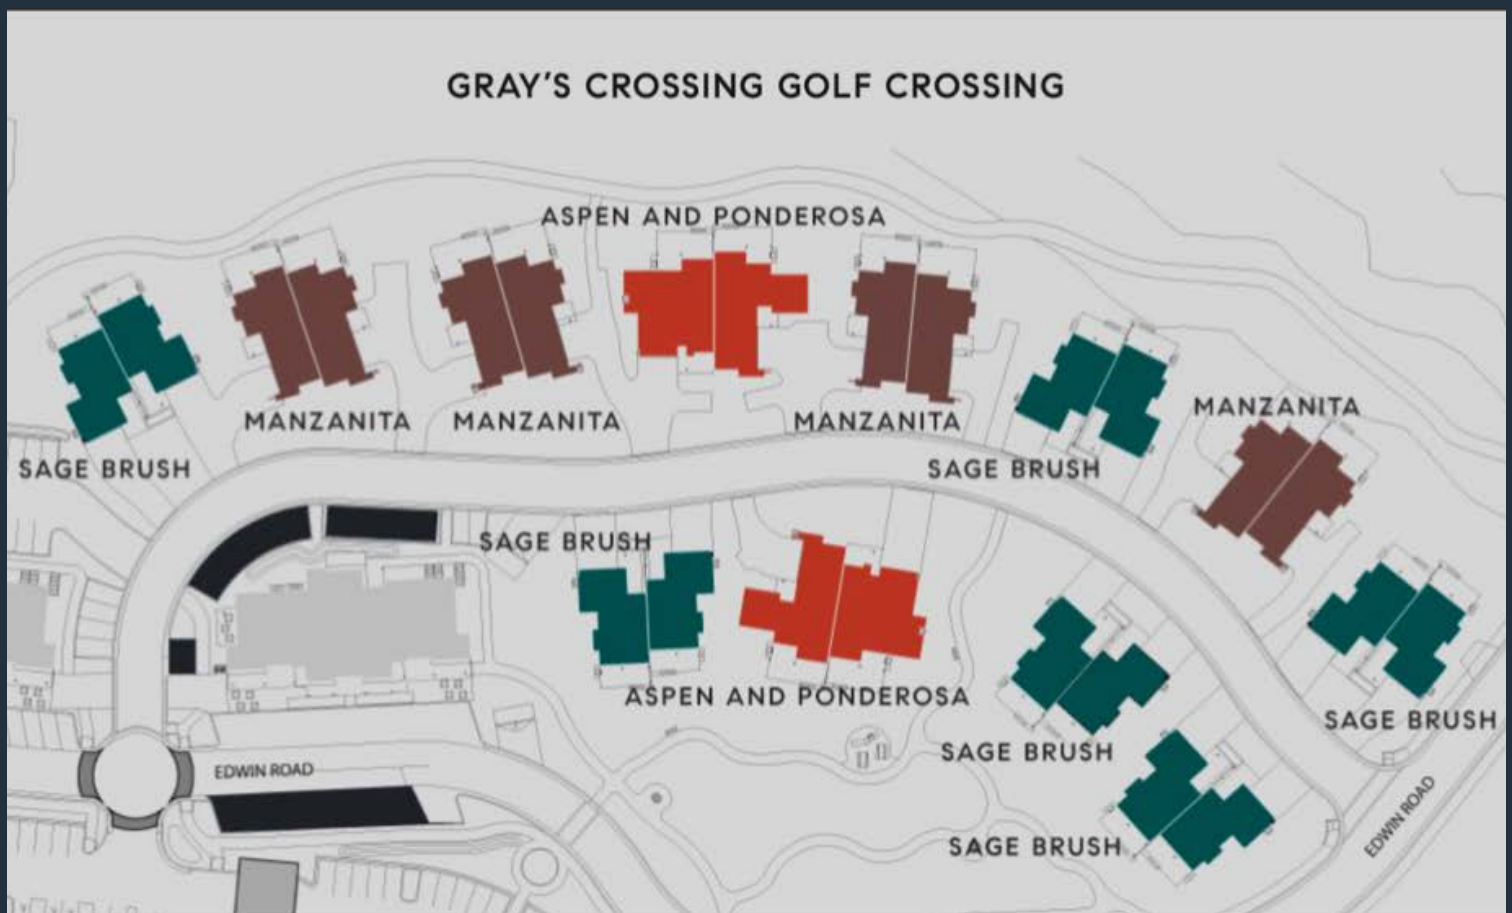 GRAY'S CROSSING GOLF CROSSING
ASPEN AND PONDEROSA
MANZANITA
MANZANITA
MANZANITA
MANZANITA
SAGE BRUSH
SAGE BRUSH
SAGE BRUSH
ASPEN AND PONDEROSA
SAGE BRUSH
SAGE BRUSH
EDWIN ROAD
SAGE BRUSH
EDWIN ROAD